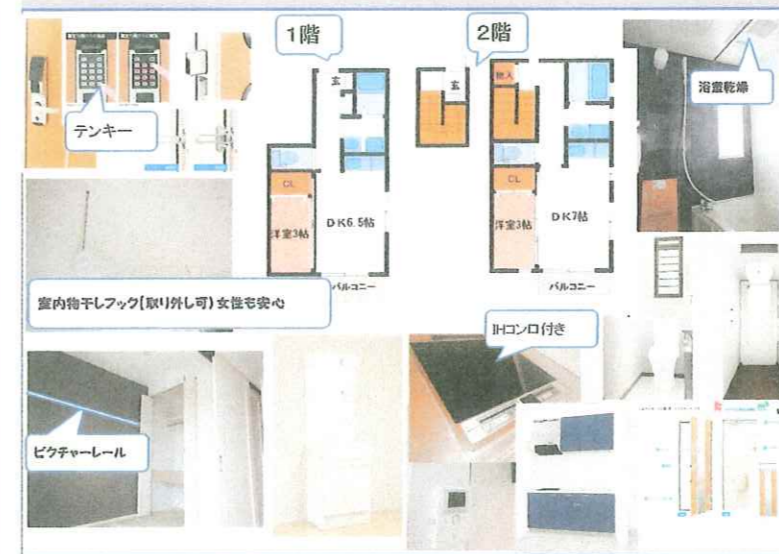 1階
2階
テンキー
浴室乾燥
玄
玄
物入
CL
CL
洋室3帖
DK6.5帖
洋室3帖
DK7帖
バルコニー
バルコニー
室内物干しフック【取り外し可】女性も安心
IHコンロ付き
ピクチャーレール